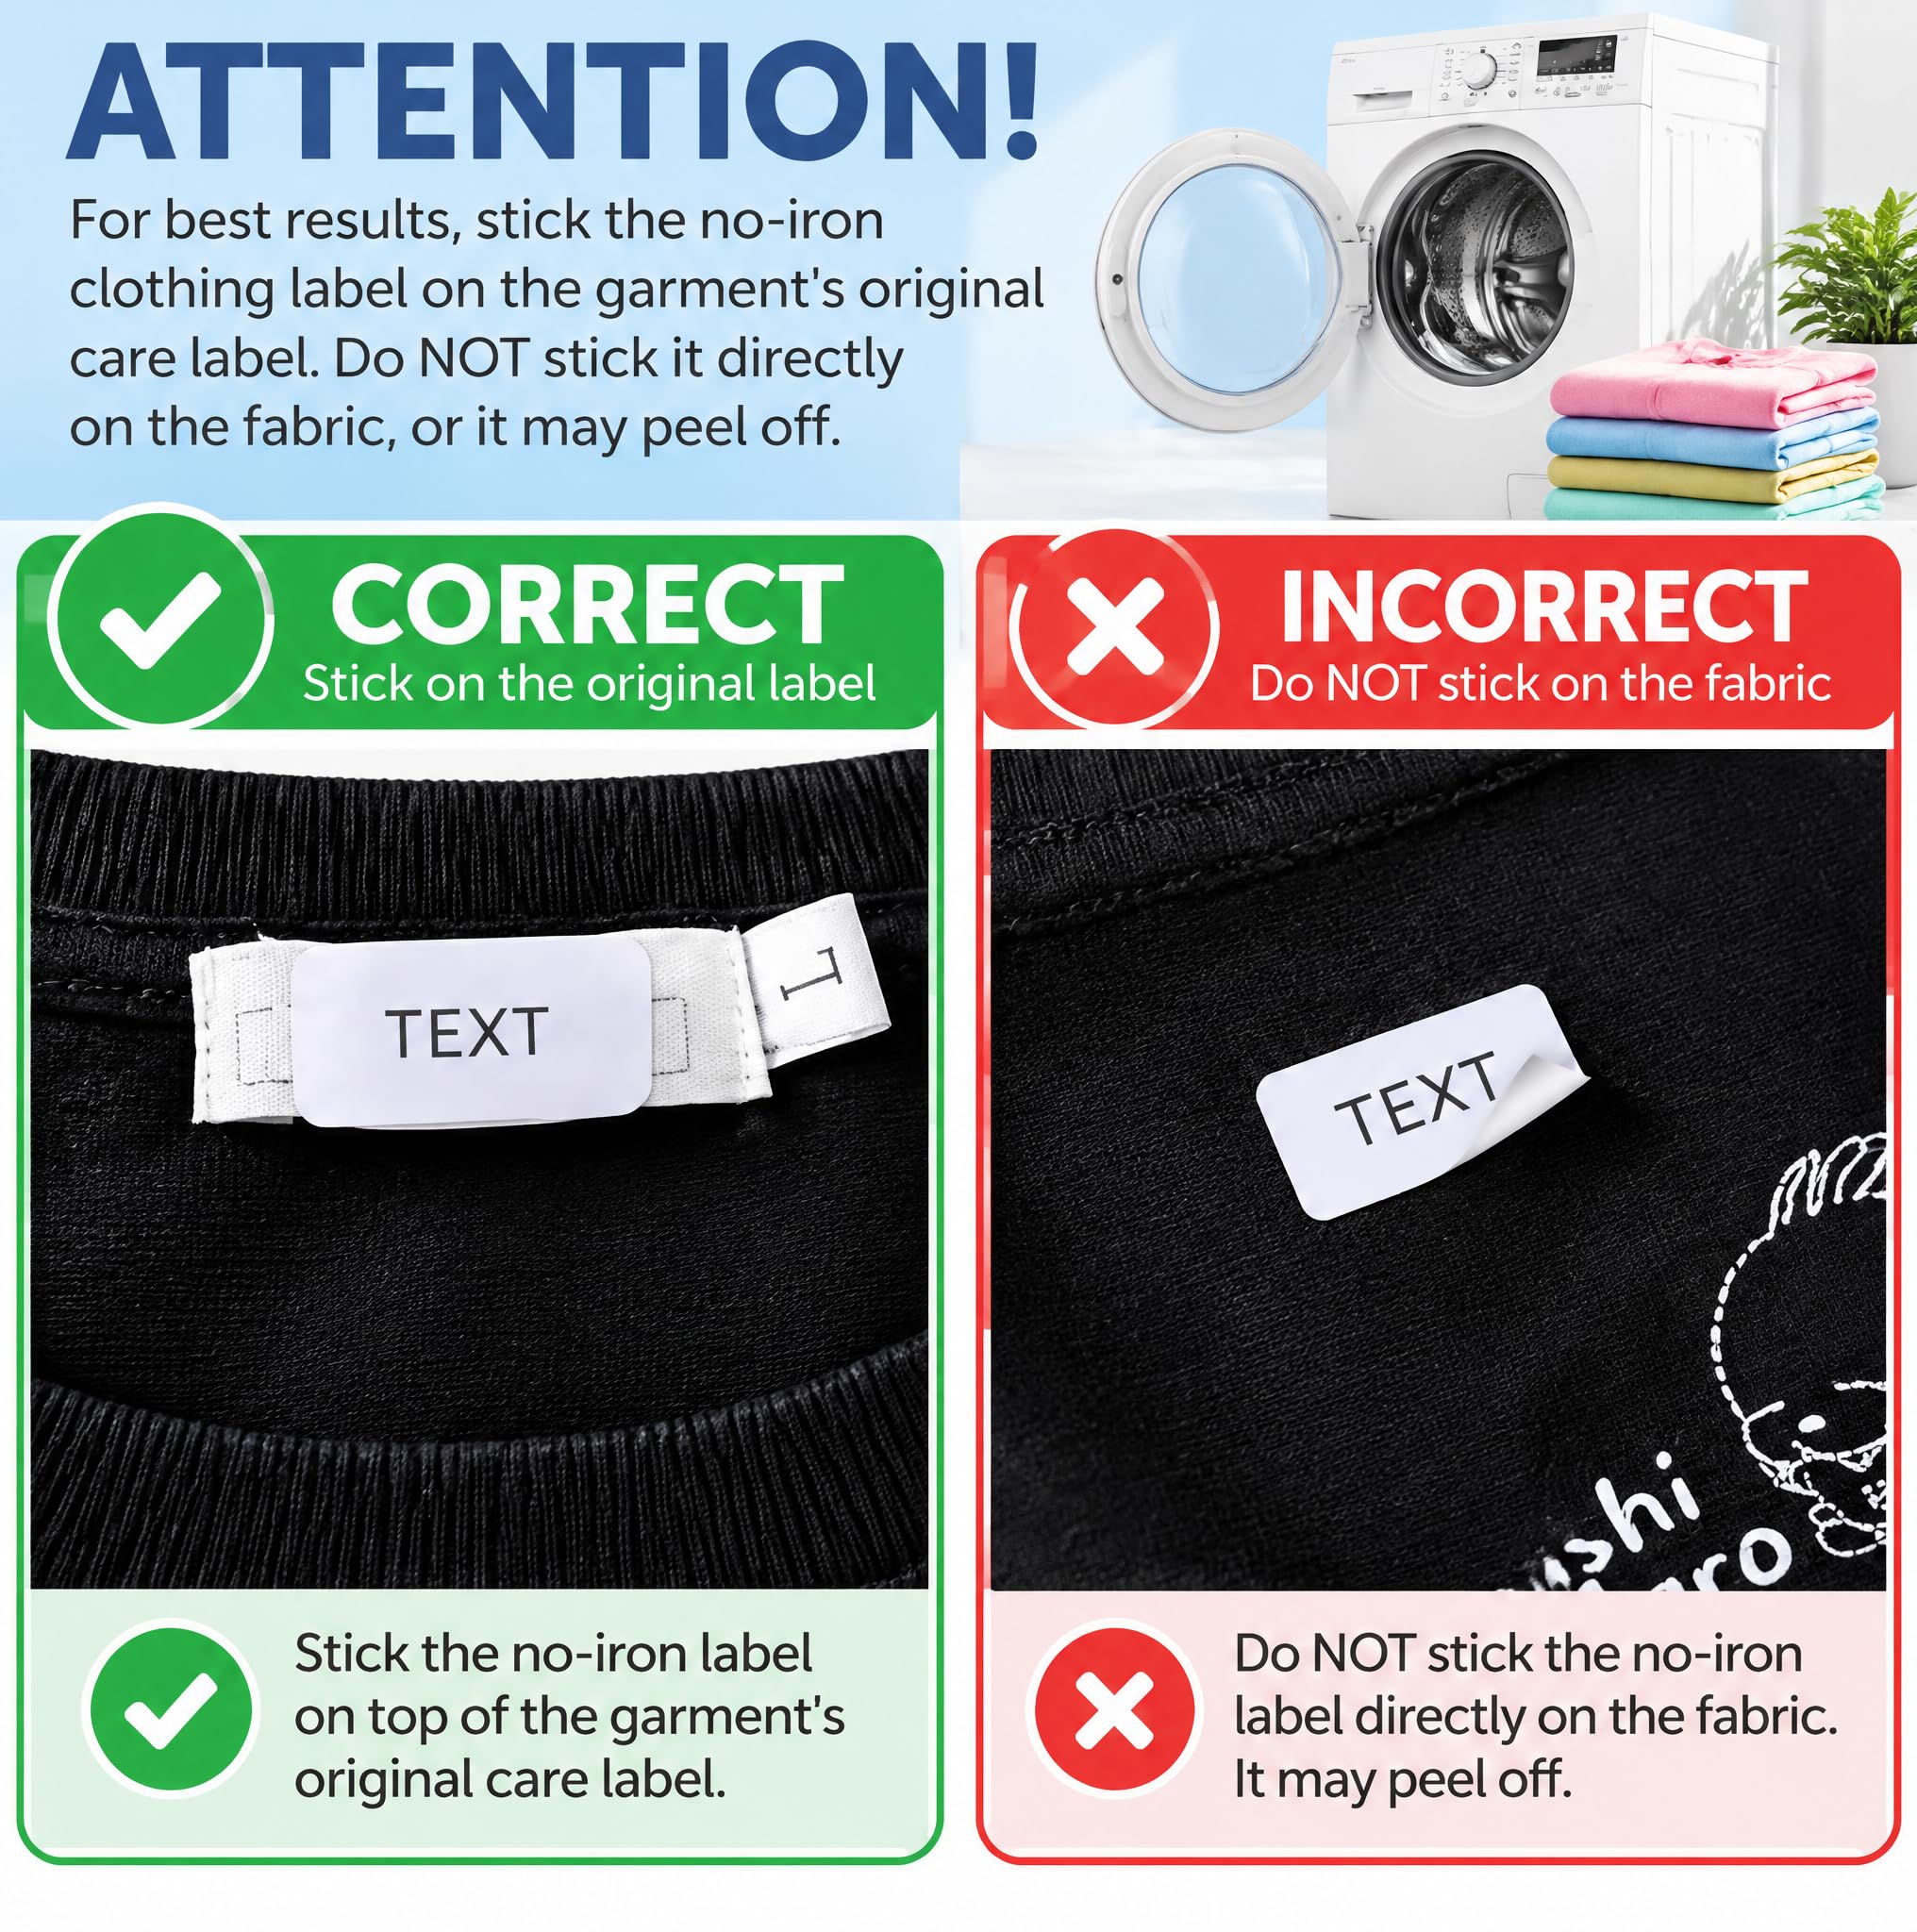 ATTENTION!
For best results, stick the no-iron
clothing label on the garment's original
care label. Do NOT stick it directly
on the fabric, or it may peel off.
CORRECT
Stick on the original label
INCORRECT
Do NOT stick on the fabric
TEXT
L
TEXT
Stick the no-iron label
on top of the garment's
original care label.
Do NOT stick the no-iron
label directly on the fabric.
It may peel off.